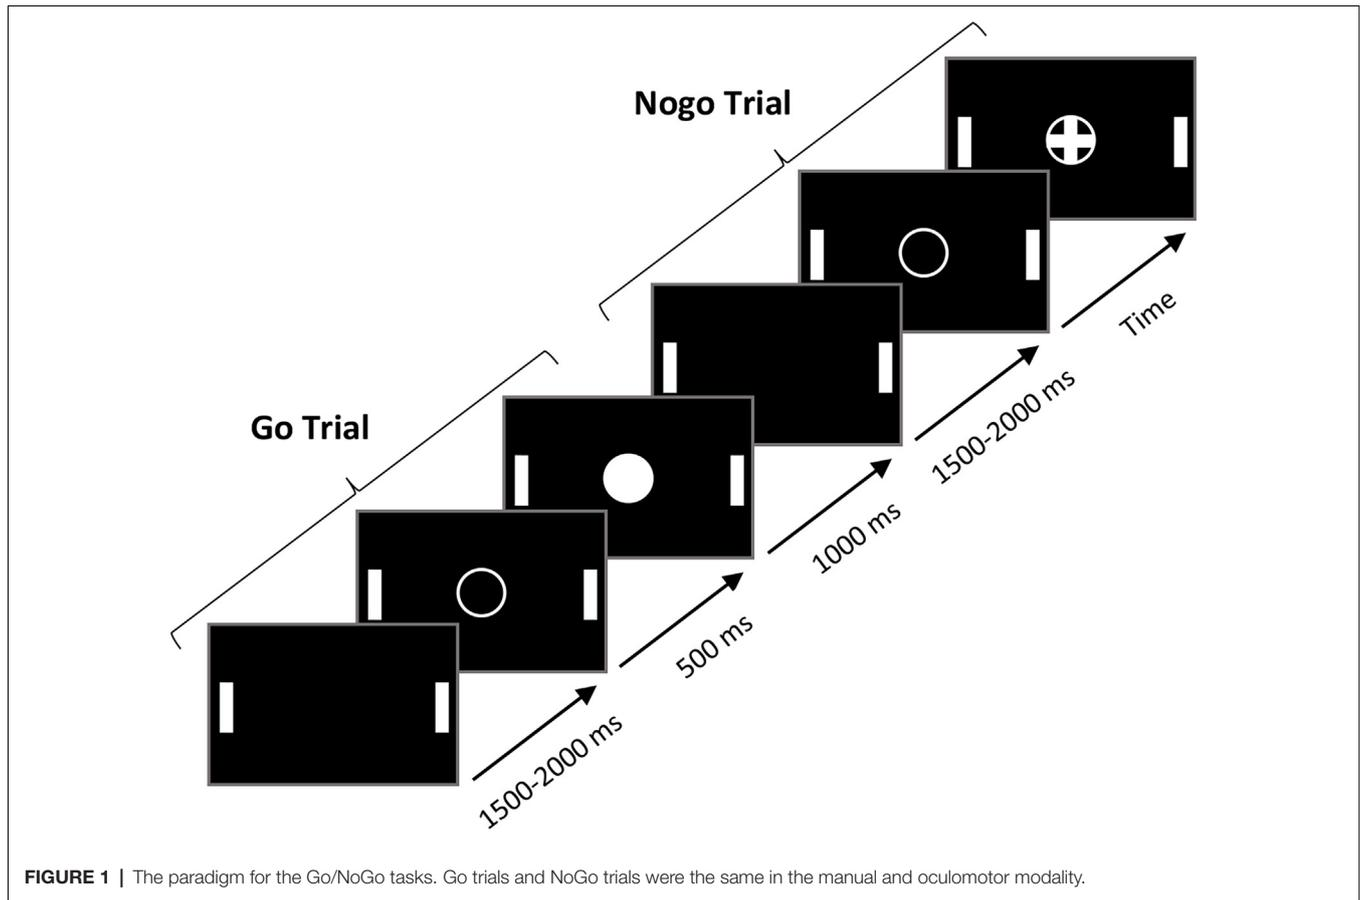 Nogo Trial
Go Trial
Time
1500-2000 ms
1000 ms
500 ms
1500-2000 ms
FIGURE 1 | The paradigm for the Go/NoGo tasks. Go trials and NoGo trials were the same in the manual and oculomotor modality.